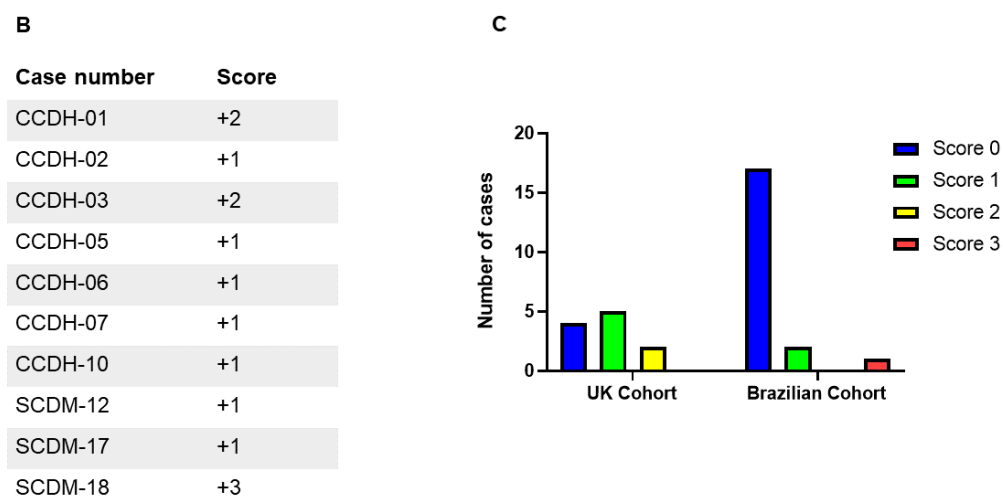 B
Case number Score
CCDH-01 +2
CCDH-02 +1
CCDH-03 +2
CCDH-05 +1
CCDH-06 +1
CCDH-07 +1
CCDH-10 +1
SCDM-12 +1
SCDM-17 +1
SCDM-18 +3
C
Number of cases
20
15
10
5
0
UK Cohort Brazilian Cohort
Score 0
Score 1
Score 2
Score 3